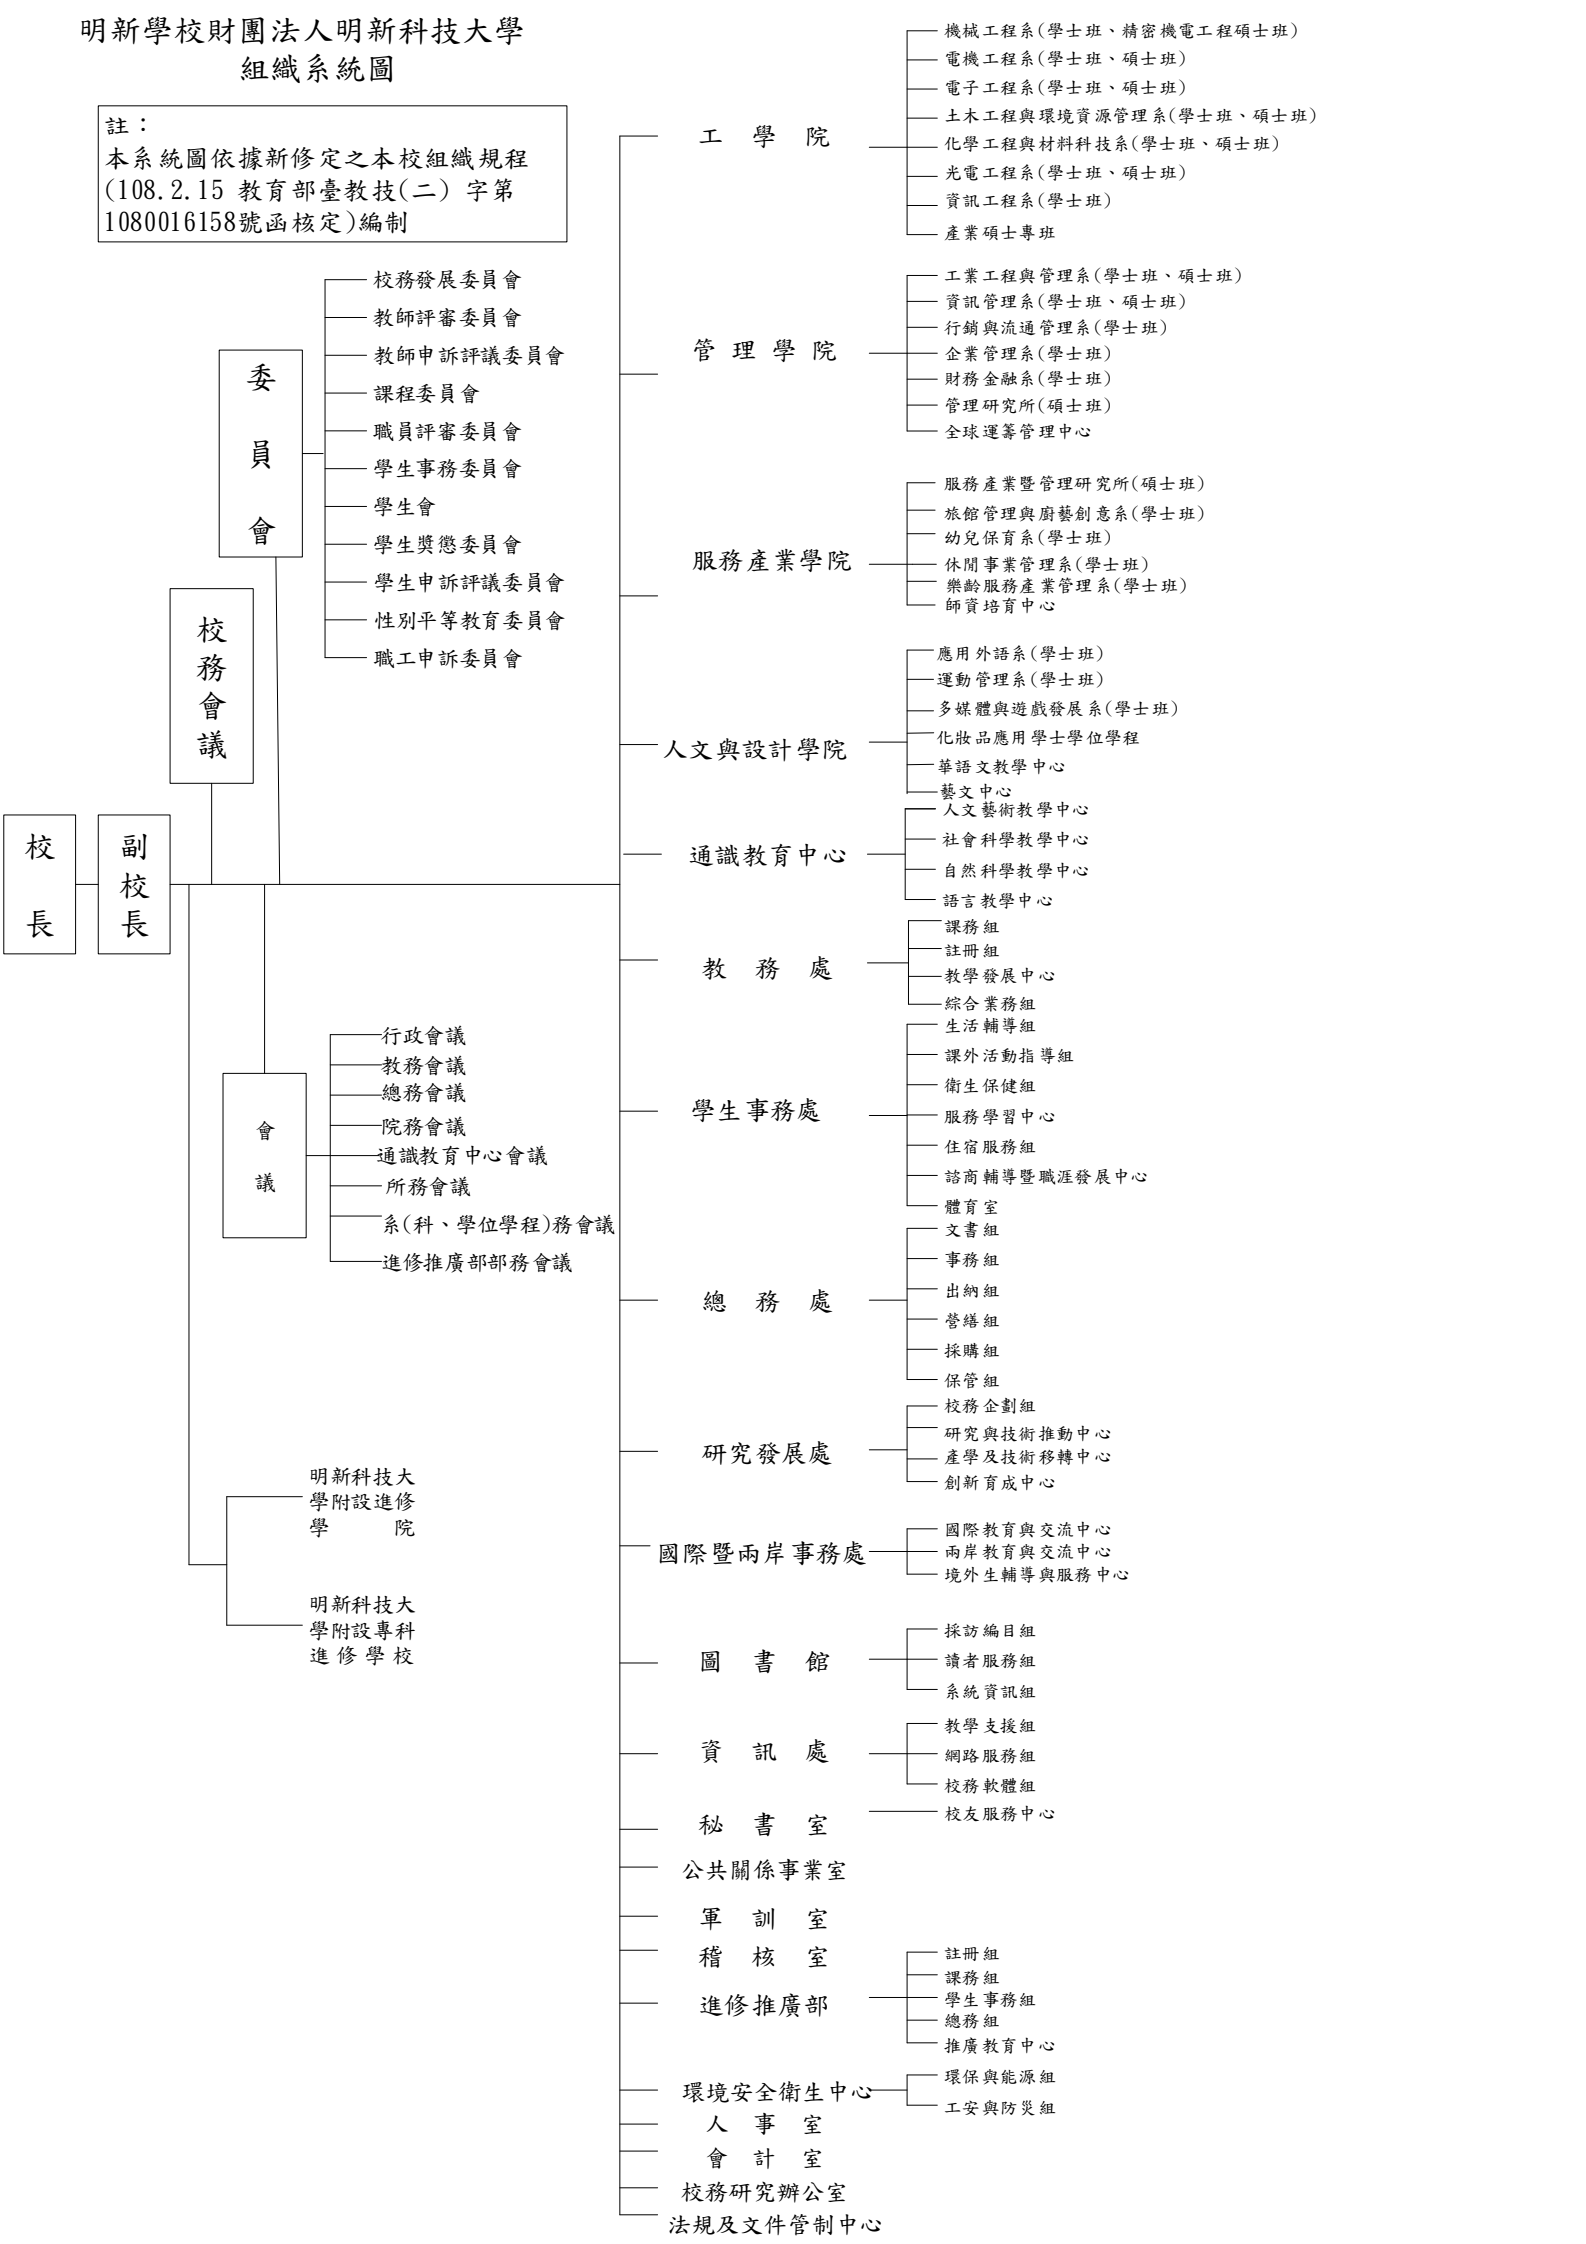 明新學校財團法人明新科技大學
組織系統圖
註：
本系統圖依據新修定之本校組織規程
(108.2.15 教育部臺教技(二) 字第
1080016158號函核定)編制
校長
副校長
校務會議
委員會
校務發展委員會
教師評審委員會
教師申訴評議委員會
課程委員會
職員評審委員會
學生事務委員會
學生會
學生獎懲委員會
學生申訴評議委員會
性別平等教育委員會
職工申訴委員會
會議
行政會議
教務會議
總務會議
院務會議
通識教育中心會議
所務會議
系(科、學位學程)務會議
進修推廣部部務會議
明新科技大
學附設進修
學　　　院
明新科技大
學附設專科
進修學校
工學院
機械工程系(學士班、精密機電工程碩士班)
電機工程系(學士班、碩士班)
電子工程系(學士班、碩士班)
土木工程與環境資源管理系(學士班、碩士班)
化學工程與材料科技系(學士班、碩士班)
光電工程系(學士班、碩士班)
資訊工程系(學士班)
產業碩士專班
管理學院
工業工程與管理系(學士班、碩士班)
資訊管理系(學士班、碩士班)
行銷與流通管理系(學士班)
企業管理系(學士班)
財務金融系(學士班)
管理研究所(碩士班)
全球運籌管理中心
服務產業學院
服務產業暨管理研究所(碩士班)
旅館管理與廚藝創意系(學士班)
幼兒保育系(學士班)
休閒事業管理系(學士班)
樂齡服務產業管理系(學士班)
師資培育中心
人文與設計學院
應用外語系(學士班)
運動管理系(學士班)
多媒體與遊戲發展系(學士班)
化妝品應用學士學位學程
華語文教學中心
藝文中心
通識教育中心
人文藝術教學中心
社會科學教學中心
自然科學教學中心
語言教學中心
教務處
課務組
註冊組
教學發展中心
綜合業務組
學生事務處
生活輔導組
課外活動指導組
衛生保健組
服務學習中心
住宿服務組
諮商輔導暨職涯發展中心
體育室
總務處
文書組
事務組
出納組
營繕組
採購組
保管組
研究發展處
校務企劃組
研究與技術推動中心
產學及技術移轉中心
創新育成中心
國際暨兩岸事務處
國際教育與交流中心
兩岸教育與交流中心
境外生輔導與服務中心
圖書館
採訪編目組
讀者服務組
系統資訊組
資訊處
教學支援組
網路服務組
校務軟體組
秘書室
校友服務中心
公共關係事業室
軍訓室
稽核室
進修推廣部
註冊組
課務組
學生事務組
總務組
推廣教育中心
環境安全衛生中心
環保與能源組
工安與防災組
人事室
會計室
校務研究辦公室
法規及文件管制中心